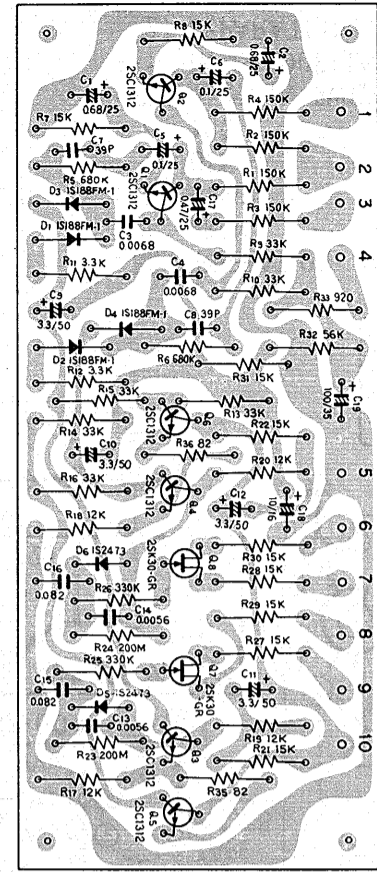 R8 15K
C2
0.68/25
C1
0.68/25
2SC1312
Q2
C6
0.1/25
R4 150K
1
R7 15K
C7
39P
C5
0.1/25
R2 150K
2
R5 680K
Q1
2SC1312
R1 150K
D3 1S188FM-1
C17
0.47/25
R3 150K
3
D1 1S188FM-1
C3
0.0068
R9 33K
4
R11 3.3K
C4
0.0068
R10 33K
C9
3.3/50
R33 920
D4 1S188FM-1
C8 39P
R32 56K
D2 1S188FM-1
R6 680K
R12 3.3K
R31 15K
R15 33K
C19
100/35
R13 33K
R14 33K
2SC1312
Q6
R22 15K
C10
3.3/50
R36 82
R20 12K
5
R16 33K
2SC1312
Q4
C12
3.3/50
C18
10/16
R18 12K
6
D6 1S2473
2SK30-GR
Q8
R30 15K
C16
0.082
R28 15K
7
R26 330K
C14
0.0056
R29 15K
8
R24 200M
R27 15K
R25 330K
Q7 2SK30
-GR
C15
0.082
C11
3.3/50
9
D5 1S2473
C13
0.0056
R19 12K
10
R23 200M
2SC1312
Q3
R21 15K
R17 12K
R35 82
2SC1312
Q5